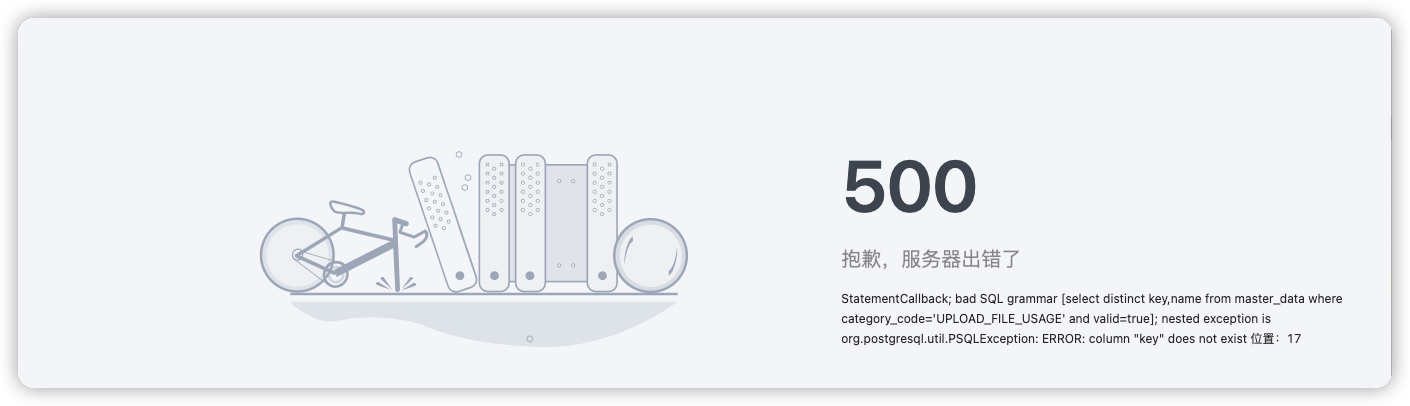 500
抱歉，服务器出错了
StatementCallback; bad SQL grammar [select distinct key,name from master_data where
category_code='UPLOAD_FILE_USAGE' and valid=true]; nested exception is
org.postgresql.util.PSQLException: ERROR: column "key" does not exist 位置：17